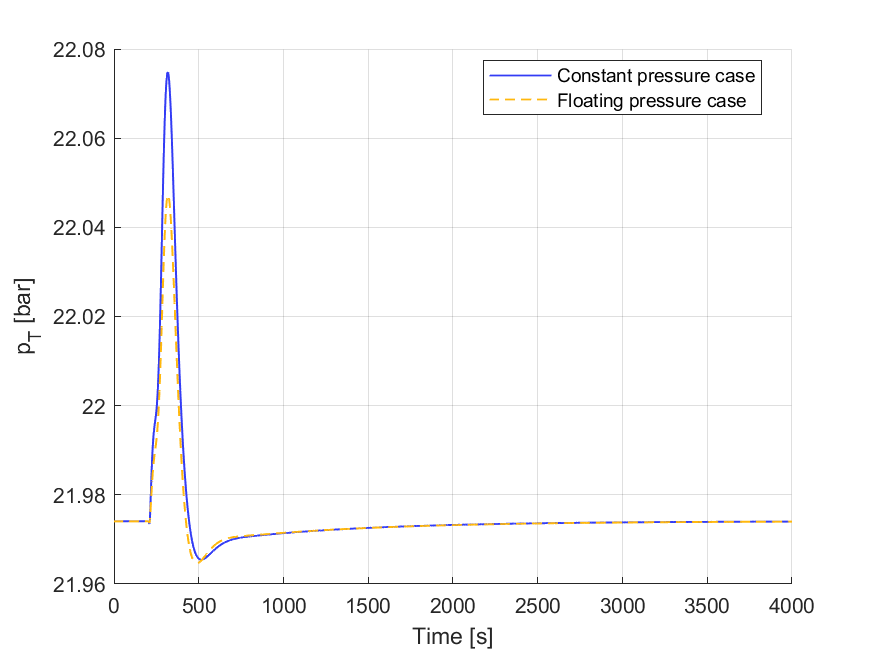 22.08
22.06
22.04
22.02
22
21.98
21.96
p_T [bar]
Constant pressure case
Floating pressure case
0 500 1000 1500 2000 2500 3000 3500 4000
Time [s]